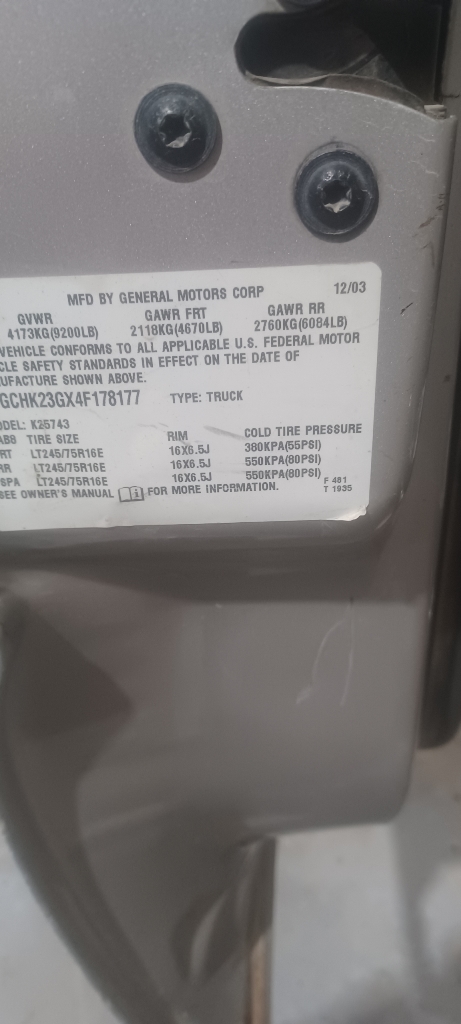 MFD BY GENERAL MOTORS CORP 12/03
GVWR GAWR FRT GAWR RR
4173KG(9200LB) 2118KG(4670LB) 2760KG(6084LB)
VEHICLE CONFORMS TO ALL APPLICABLE U.S. FEDERAL MOTOR
CLE SAFETY STANDARDS IN EFFECT ON THE DATE OF
UFACTURE SHOWN ABOVE.
GCHK23GX4F178177 TYPE: TRUCK
ODEL: K25743
TIRE SIZE RIM COLD TIRE PRESSURE
RT LT245/75R16E 16X6.5J 380KPA(55PSI)
RR LT245/75R16E 16X6.5J 550KPA(80PSI)
SPA LT245/75R16E 16X6.5J 550KPA(80PSI)
SEE OWNER'S MANUAL FOR MORE INFORMATION.
F 481
T 1935